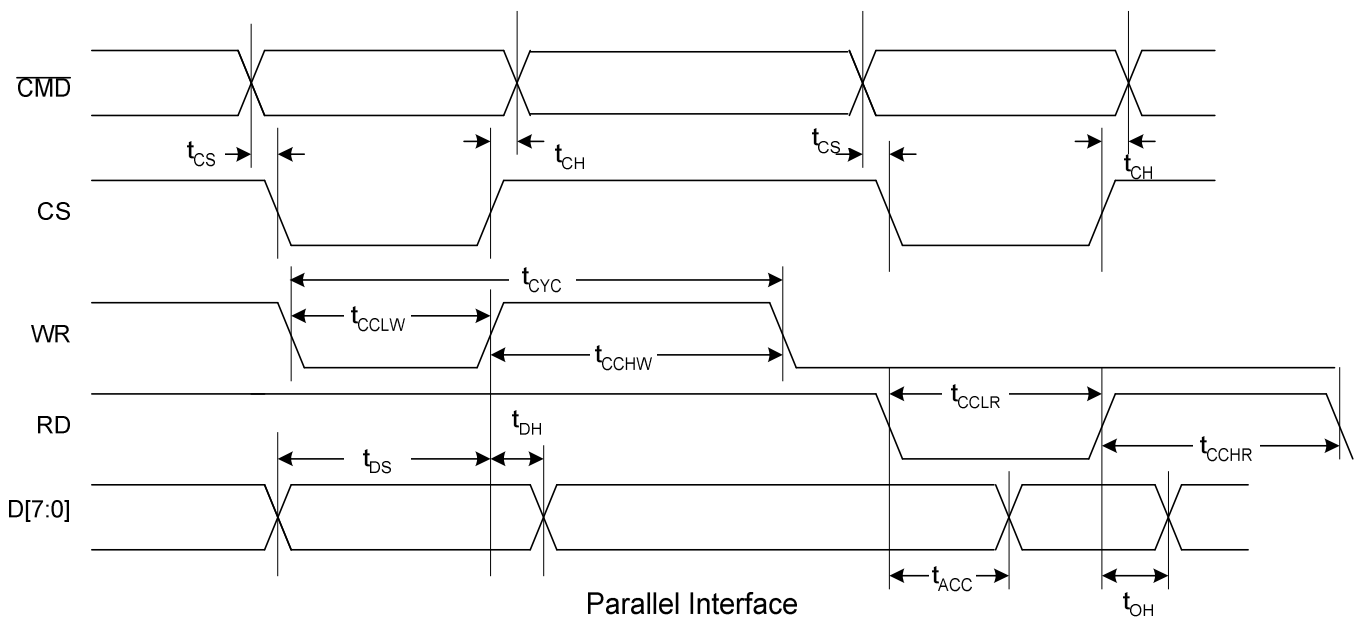 CMD
tCS
tCH
tCS
tCH
CS
tCYC
tCCLW
WR
tCCHW
tCCLR
RD
tDH
tCCHR
tDS
D[7:0]
tACC
tOH
Parallel Interface